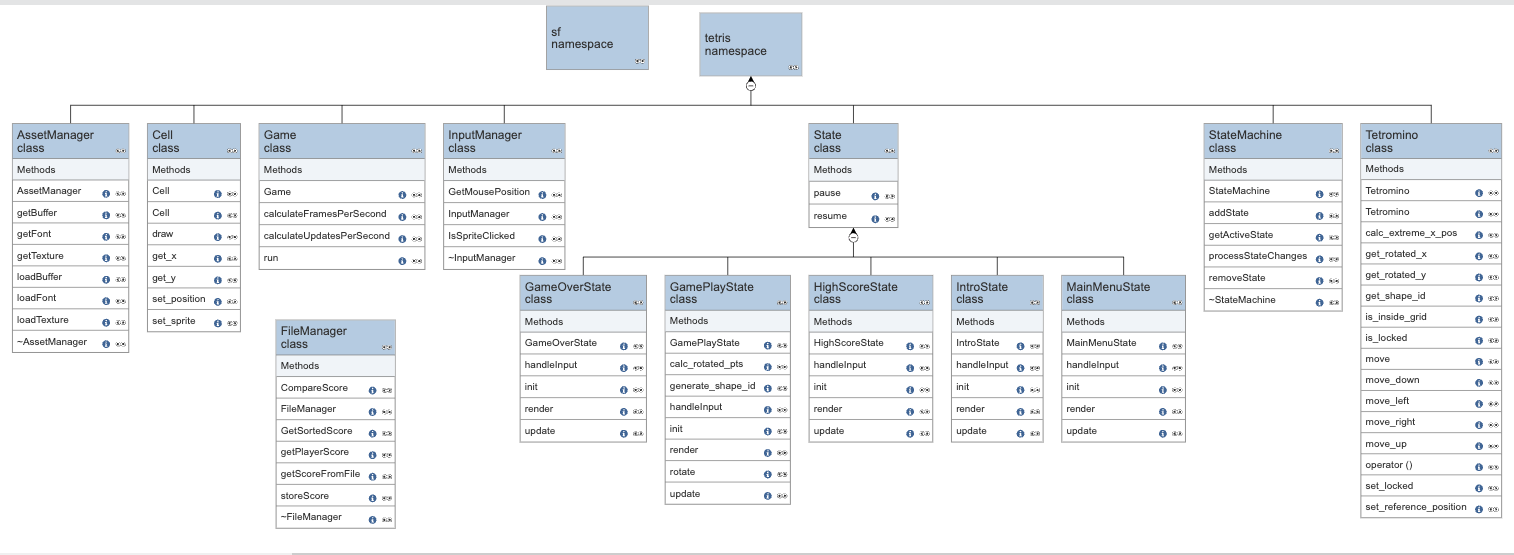 sf
namespace
tetris
namespace
AssetManager
class
Methods
AssetManager
getBuffer
getFont
getTexture
loadBuffer
loadFont
loadTexture
~AssetManager
Cell
class
Methods
Cell
Cell
draw
get_x
get_y
set_position
set_sprite
Game
class
Methods
Game
calculateFramesPerSecond
calculateUpdatesPerSecond
run
InputManager
class
Methods
GetMousePosition
InputManager
IsSpriteClicked
~InputManager
State
class
Methods
pause
resume
StateMachine
class
Methods
StateMachine
addState
getActiveState
processStateChanges
removeState
~StateMachine
Tetromino
class
Methods
Tetromino
Tetromino
calc_extreme_x_pos
get_rotated_x
get_rotated_y
get_shape_id
is_inside_grid
is_locked
move
move_down
move_left
move_right
move_up
operator ()
set_locked
set_reference_position
FileManager
class
Methods
CompareScore
FileManager
GetSortedScore
getPlayerScore
getScoreFromFile
storeScore
~FileManager
GameOverState
class
Methods
GameOverState
handleInput
init
render
update
GamePlayState
class
Methods
GamePlayState
calc_rotated_pts
generate_shape_id
handleInput
init
render
rotate
update
HighScoreState
class
Methods
HighScoreState
handleInput
init
render
update
IntroState
class
Methods
IntroState
handleInput
init
render
update
MainMenuState
class
Methods
MainMenuState
handleInput
init
render
update